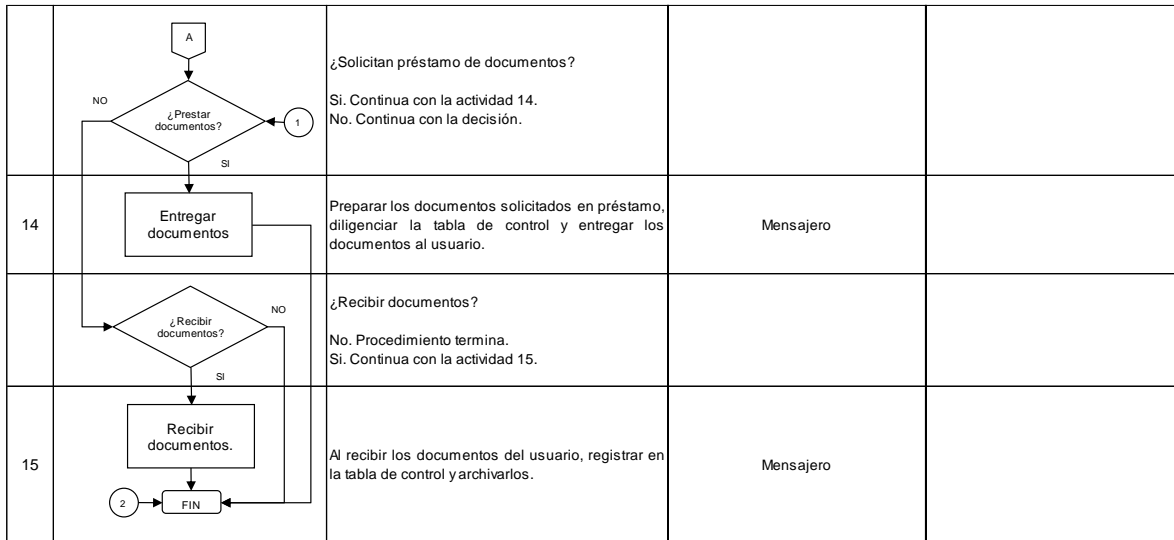 A
¿Prestar
documentos?
NO
1
SI
¿Solicitan préstamo de documentos?
Si. Continua con la actividad 14.
No. Continua con la decisión.
14
Entregar
documentos
Preparar los documentos solicitados en préstamo,
diligenciar la tabla de control y entregar los
documentos al usuario.
Mensajero
¿Recibir
documentos?
NO
SI
¿Recibir documentos?
No. Procedimiento termina.
Si. Continua con la actividad 15.
15
Recibir
documentos.
2
FIN
Al recibir los documentos del usuario, registrar en
la tabla de control y archivarlos.
Mensajero